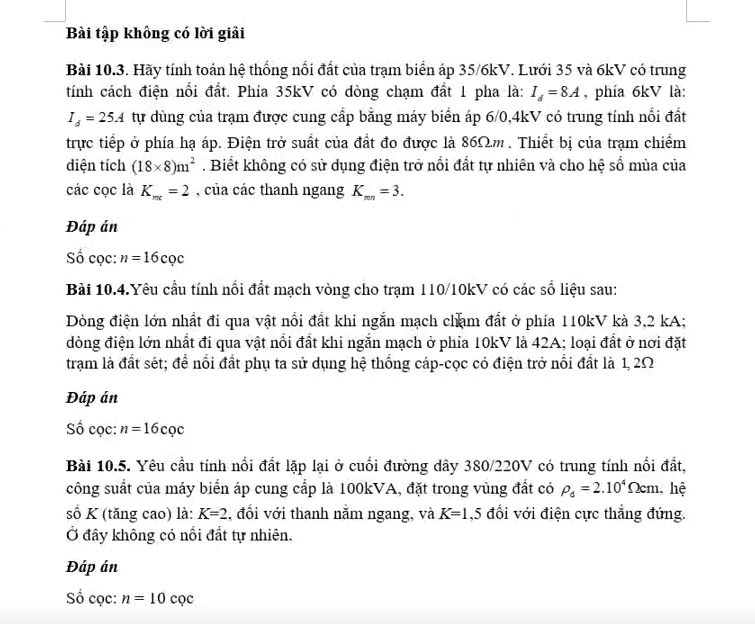 Bài tập không có lời giải
Bài 10.3. Hãy tính toán hệ thống nối đất của trạm biến áp 35/6kV. Lưới 35 và 6kV có trung
tính cách điện nối đất. Phía 35kV có dòng chạm đất 1 pha là: I_d = 8A, phía 6kV là:
I_d = 25A tự dùng của trạm được cung cấp bằng máy biến áp 6/0,4kV có trung tính nối đất
trực tiếp ở phía hạ áp. Điện trở suất của đất đo được là 86Ω.m. Thiết bị của trạm chiếm
diện tích (18×8)m². Biết không có sử dụng điện trở nối đất tự nhiên và cho hệ số mùa của
các cọc là K_mc = 2, của các thanh ngang K_mn = 3.
Đáp án
Số cọc: n = 16 cọc
Bài 10.4.Yêu cầu tính nối đất mạch vòng cho trạm 110/10kV có các số liệu sau:
Dòng điện lớn nhất đi qua vật nối đất khi ngắn mạch chạm đất ở phía 110kV kà 3,2 kA;
dòng điện lớn nhất đi qua vật nối đất khi ngắn mạch ở phía 10kV là 42A; loại đất ở nơi đặt
trạm là đất sét; để nối đất phụ ta sử dụng hệ thống cáp-cọc có điện trở nối đất là 1,2Ω
Đáp án
Số cọc: n = 16 cọc
Bài 10.5. Yêu cầu tính nối đất lặp lại ở cuối đường dây 380/220V có trung tính nối đất,
công suất của máy biến áp cung cấp là 100kVA, đặt trong vùng đất có ρ_d = 2.10⁴Ωcm, hệ
số K (tăng cao) là: K=2, đối với thanh nằm ngang, và K=1,5 đối với điện cực thẳng đứng.
Ở đây không có nối đất tự nhiên.
Đáp án
Số cọc: n = 10 cọc